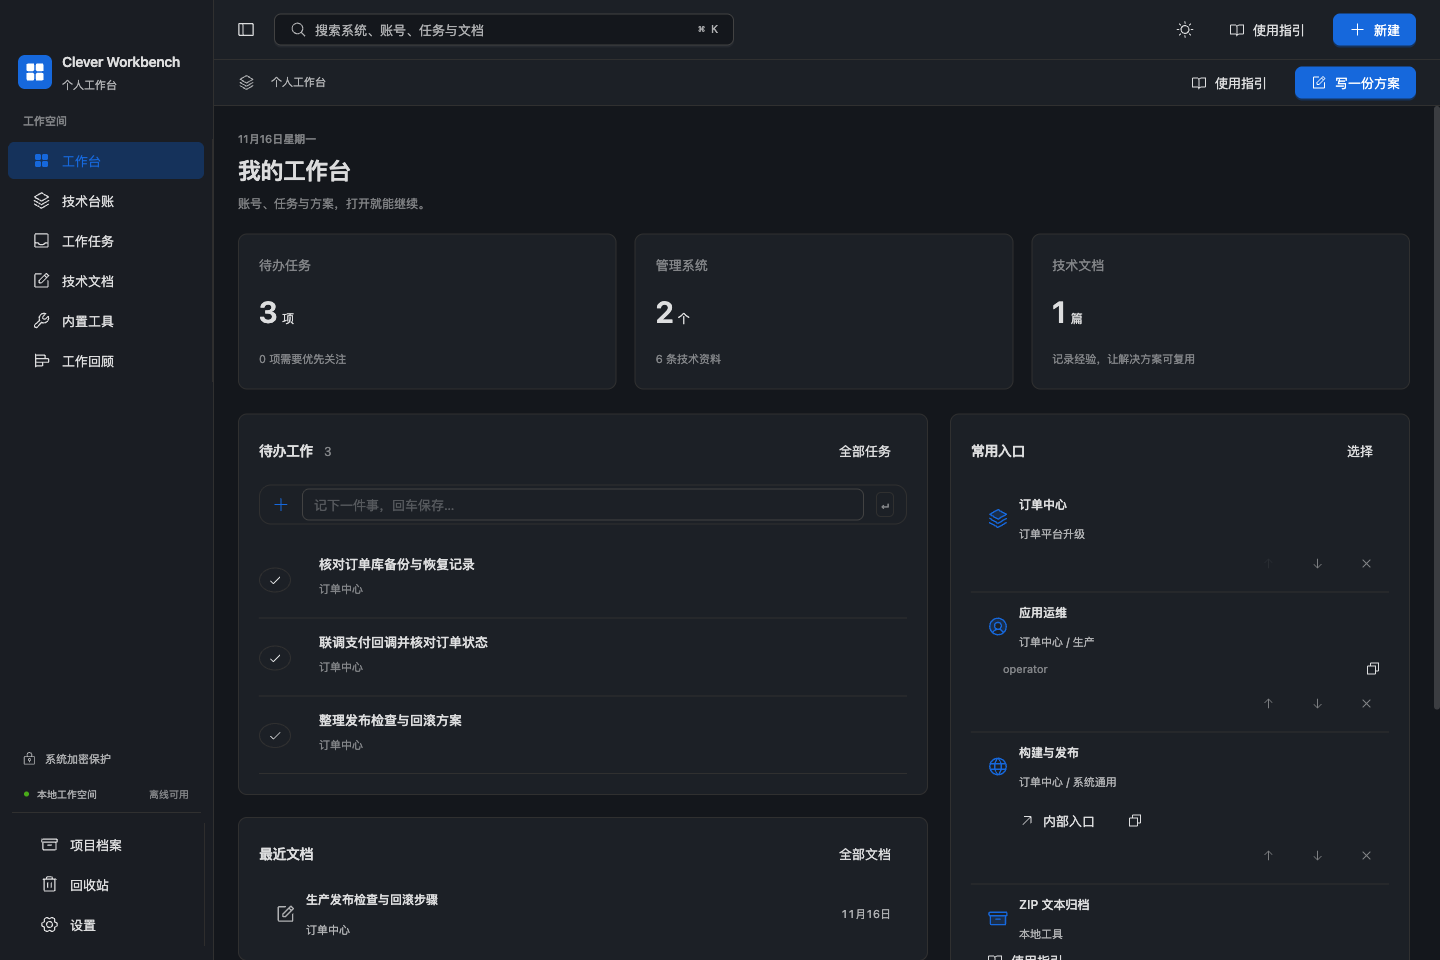 Clever Workbench
个人工作台
工作空间
工作台
技术台账
工作任务
技术文档
内置工具
工作回顾
系统加密保护
本地工作空间
离线可用
项目档案
回收站
设置
搜索系统、账号、任务与文档
⌘ K
使用指引
新建
个人工作台
使用指引
写一份方案
11月16日星期一
我的工作台
账号、任务与方案，打开就能继续。
待办任务
3 项
0 项需要优先关注
管理系统
2 个
6 条技术资料
技术文档
1 篇
记录经验，让解决方案可复用
待办工作 3
全部任务
记下一件事，回车保存...
核对订单库备份与恢复记录
订单中心
联调支付回调并核对订单状态
订单中心
整理发布检查与回滚方案
订单中心
最近文档
全部文档
生产发布检查与回滚步骤
订单中心
11月16日
常用入口
选择
订单中心
订单平台升级
应用运维
订单中心 / 生产
operator
构建与发布
订单中心 / 系统通用
内部入口
ZIP 文本归档
本地工具
使用指引